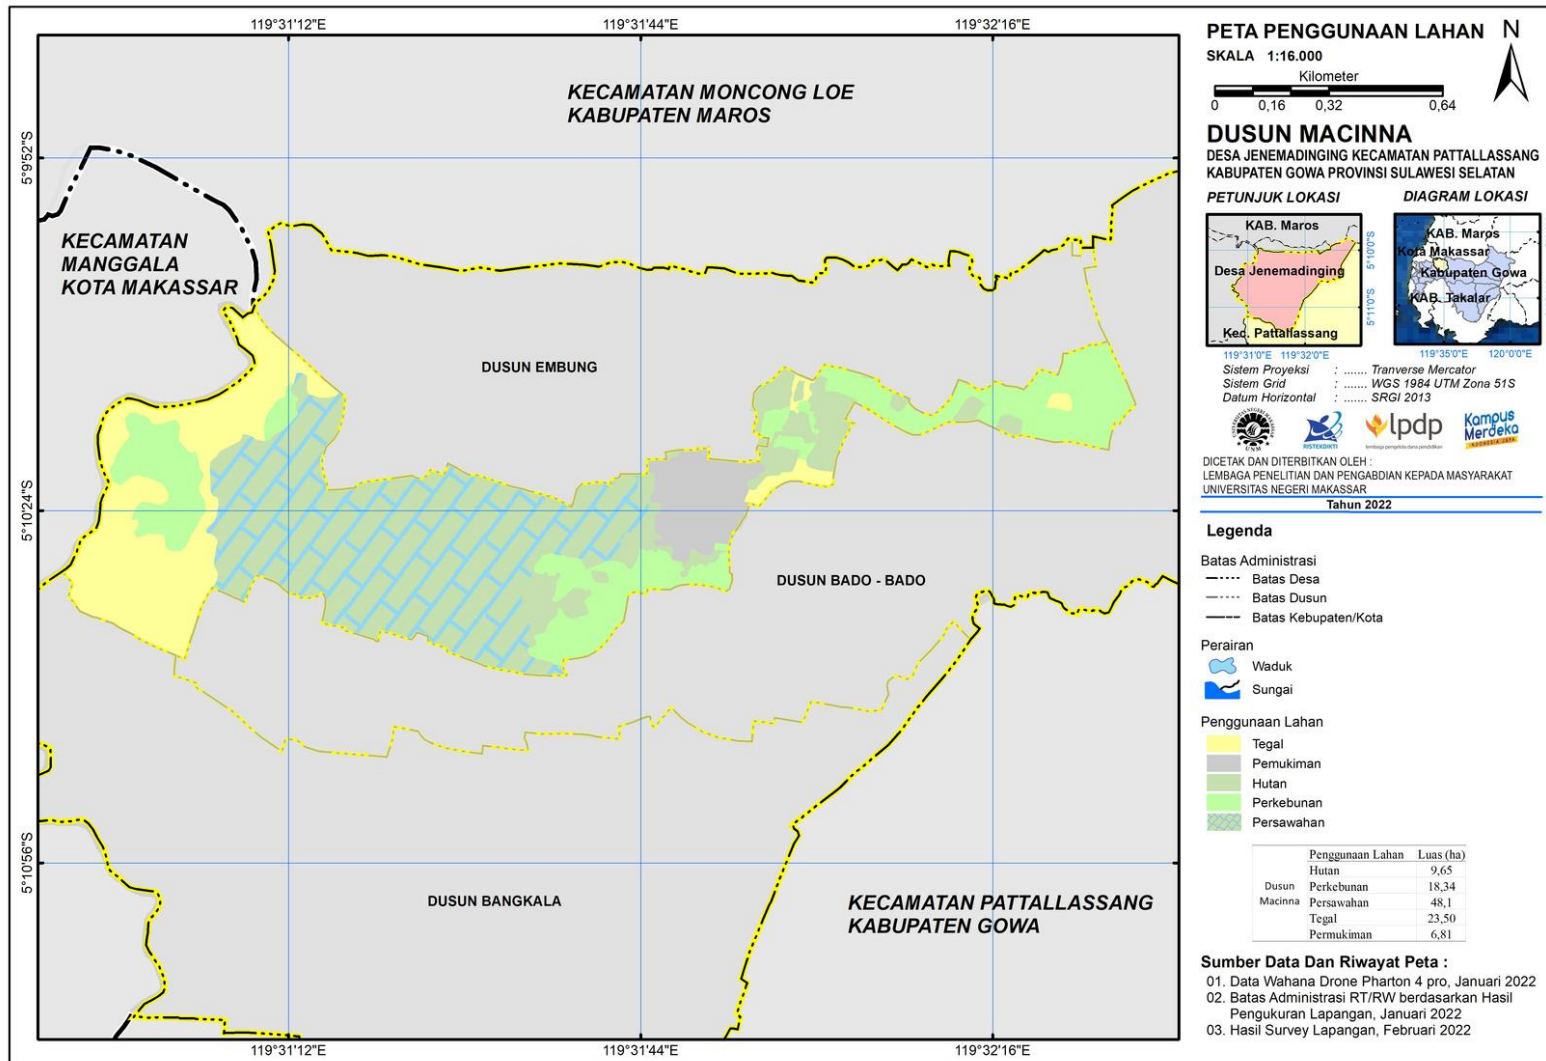 119°31'12"E
119°31'44"E
119°32'16"E
5°9'52"S
5°10'24"S
5°10'56"S
KECAMATAN MONCONG LOE
KABUPATEN MAROS
KECAMATAN
MANGGALA
KOTA MAKASSAR
DUSUN EMBUNG
DUSUN BADO - BADO
DUSUN BANGKALA
KECAMATAN PATTALLASSANG
KABUPATEN GOWA
119°31'12"E
119°31'44"E
119°32'16"E
PETA PENGGUNAAN LAHAN
N
SKALA 1:16.000
Kilometer
0 0,16 0,32 0,64
DUSUN MACINNA
DESA JENEMADINGING KECAMATAN PATTALLASSANG
KABUPATEN GOWA PROVINSI SULAWESI SELATAN
PETUNJUK LOKASI
DIAGRAM LOKASI
KAB. Maros
Desa Jenemadinging
Kec. Pattallassang
5°10'0"S
5°11'0"S
119°31'0"E 119°32'0"E
KAB. Maros
Kota Makassar
Kabupaten Gowa
KAB. Takalar
119°35'0"E 120°0'0"E
Sistem Proyeksi : ....... Tranverse Mercator
Sistem Grid : ....... WGS 1984 UTM Zona 51S
Datum Horizontal : ....... SRGI 2013
UNM
RISTEKDIKTI
lpdp
lembaga pengelola dana pendidikan
Kampus
Merdeka
INDONESIA JAYA
DICETAK DAN DITERBITKAN OLEH :
LEMBAGA PENELITIAN DAN PENGABDIAN KEPADA MASYARAKAT
UNIVERSITAS NEGERI MAKASSAR
Tahun 2022
Legenda
Batas Administrasi
Batas Desa
Batas Dusun
Batas Kebupaten/Kota
Perairan
Waduk
Sungai
Penggunaan Lahan
Tegal
Pemukiman
Hutan
Perkebunan
Persawahan
Penggunaan Lahan Luas (ha)
Hutan 9,65
Dusun Perkebunan 18,34
Macinna Persawahan 48,1
Tegal 23,50
Permukiman 6,81
Sumber Data Dan Riwayat Peta :
01. Data Wahana Drone Pharton 4 pro, Januari 2022
02. Batas Administrasi RT/RW berdasarkan Hasil
Pengukuran Lapangan, Januari 2022
03. Hasil Survey Lapangan, Februari 2022